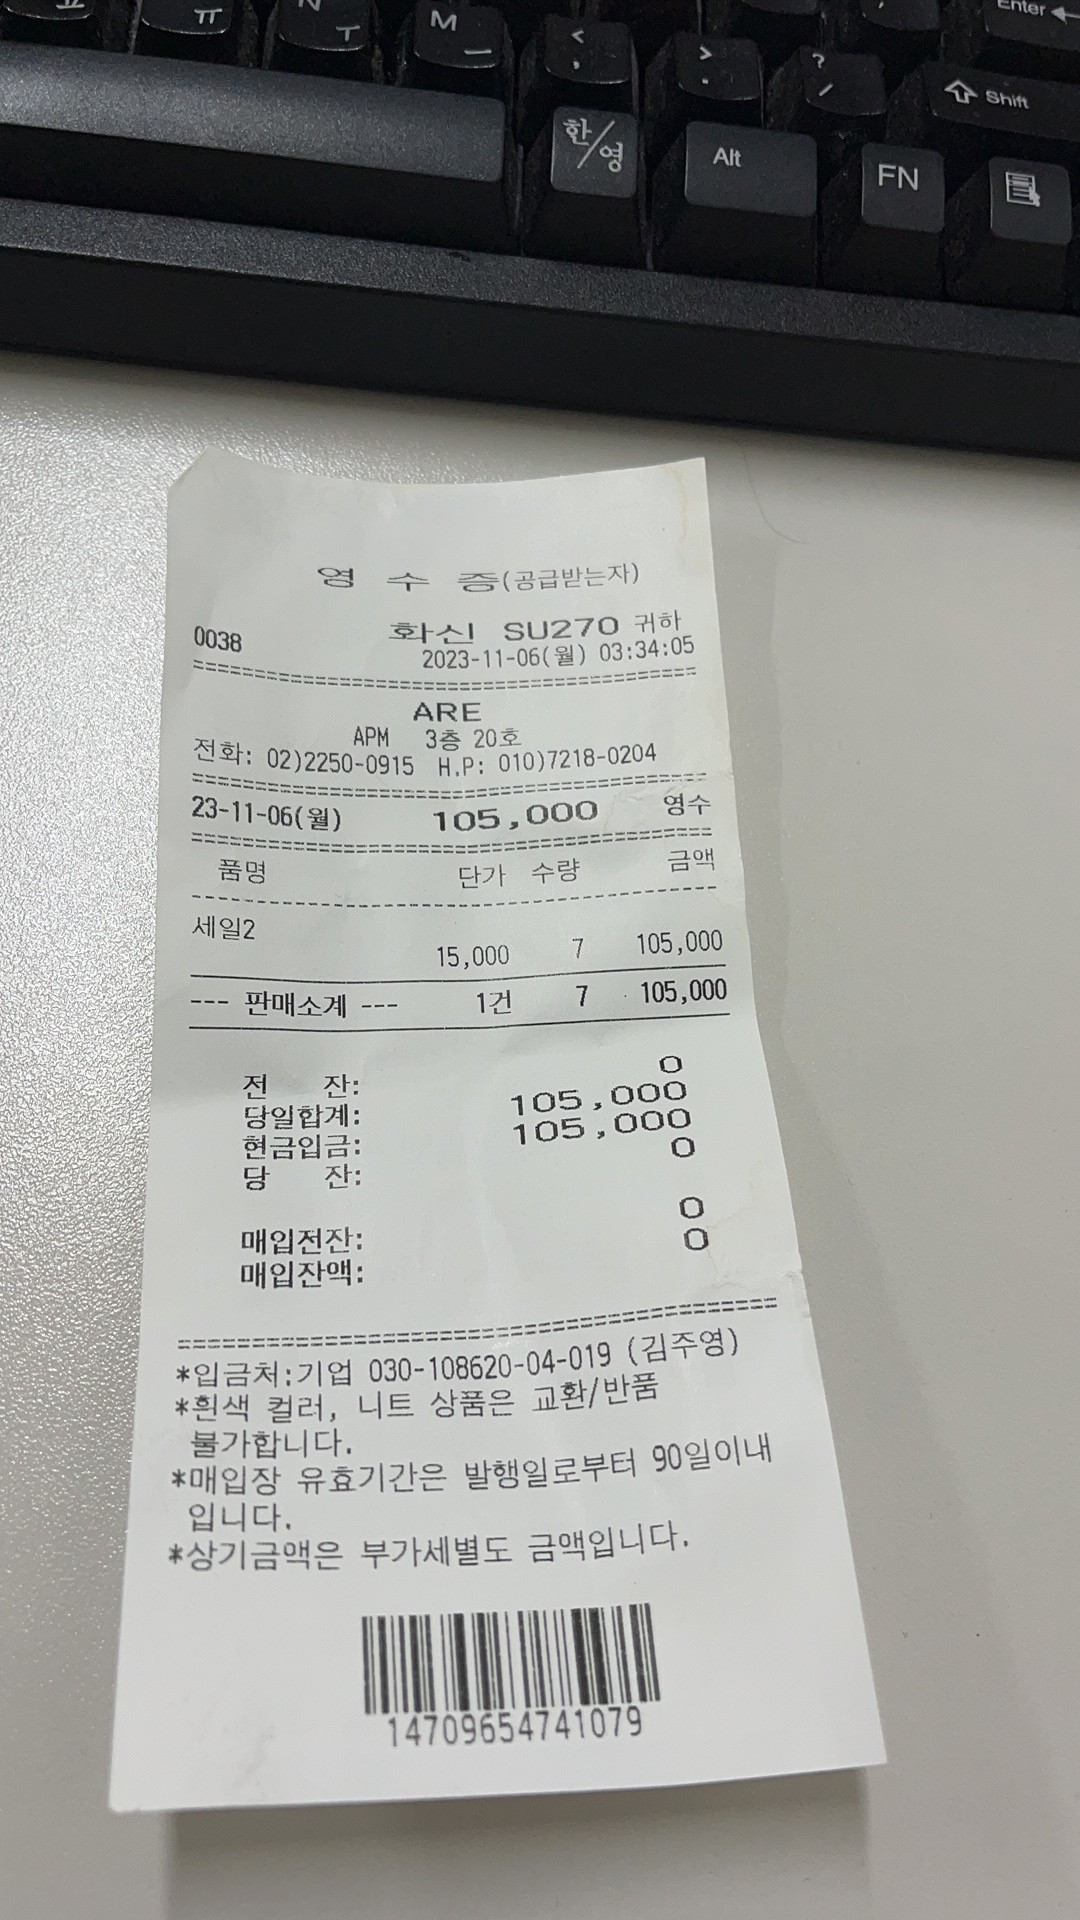 ㅛ
ㅠ
N
ㅜ
M
ㅡ
<
,
>
.
?
/
Enter
Shift
한/영
Alt
FN
영 수 증(공급받는자)
0038 화신 SU270 귀하
2023-11-06(월) 03:34:05
ARE
APM 3층 20호
전화: 02)2250-0915 H.P: 010)7218-0204
23-11-06(월) 105,000 영수
품명 단가 수량 금액
세일2
15,000 7 105,000
--- 판매소계 --- 1건 7 105,000
전 잔: 0
당일합계: 105,000
현금입금: 105,000
당 잔: 0
매입전잔: 0
매입잔액: 0
*입금처:기업 030-108620-04-019 (김주영)
*흰색 컬러, 니트 상품은 교환/반품
불가합니다.
*매입장 유효기간은 발행일로부터 90일이내
입니다.
*상기금액은 부가세별도 금액입니다.
14709654741079